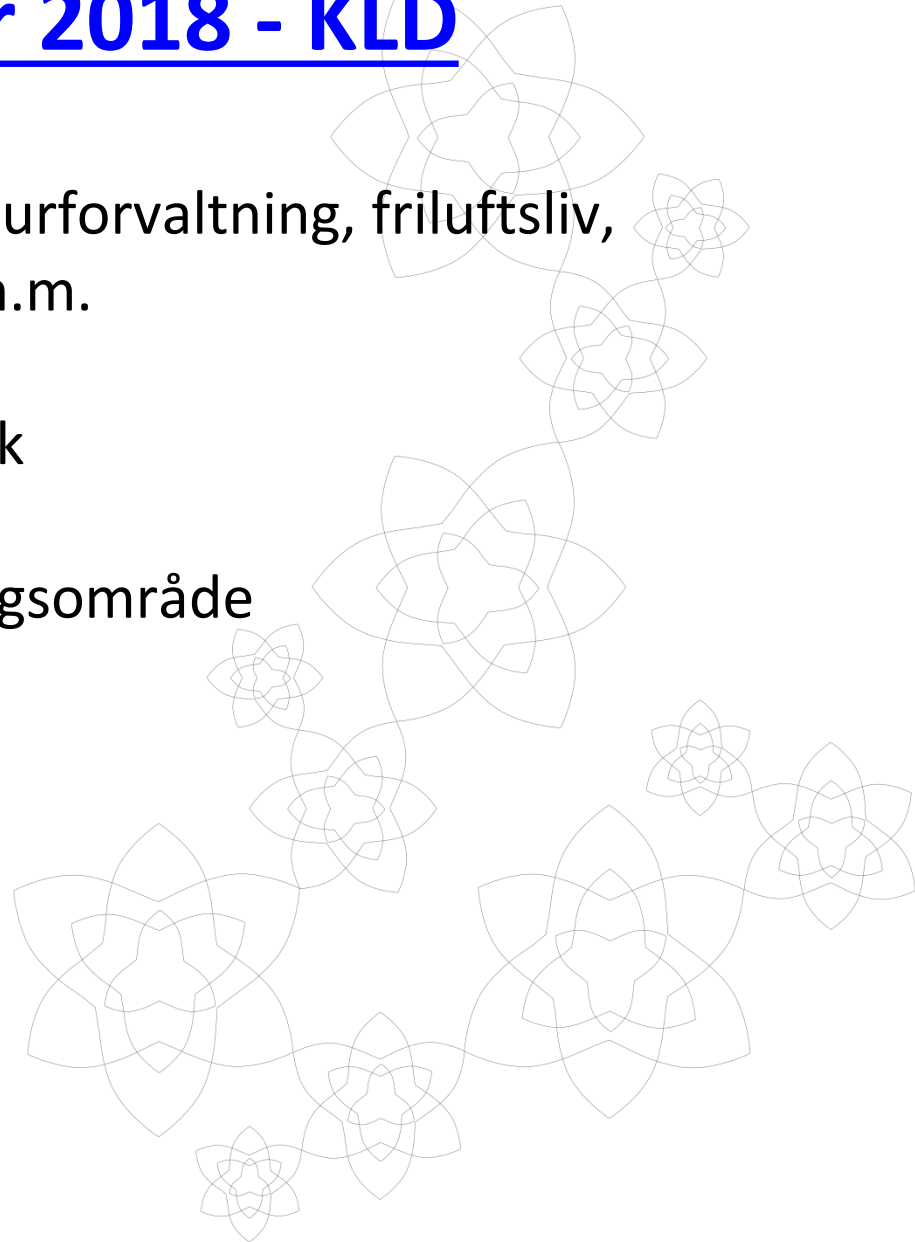 r 2018 - KLD
urforvaltning, friluftsliv,
n.m.
k
gsområde